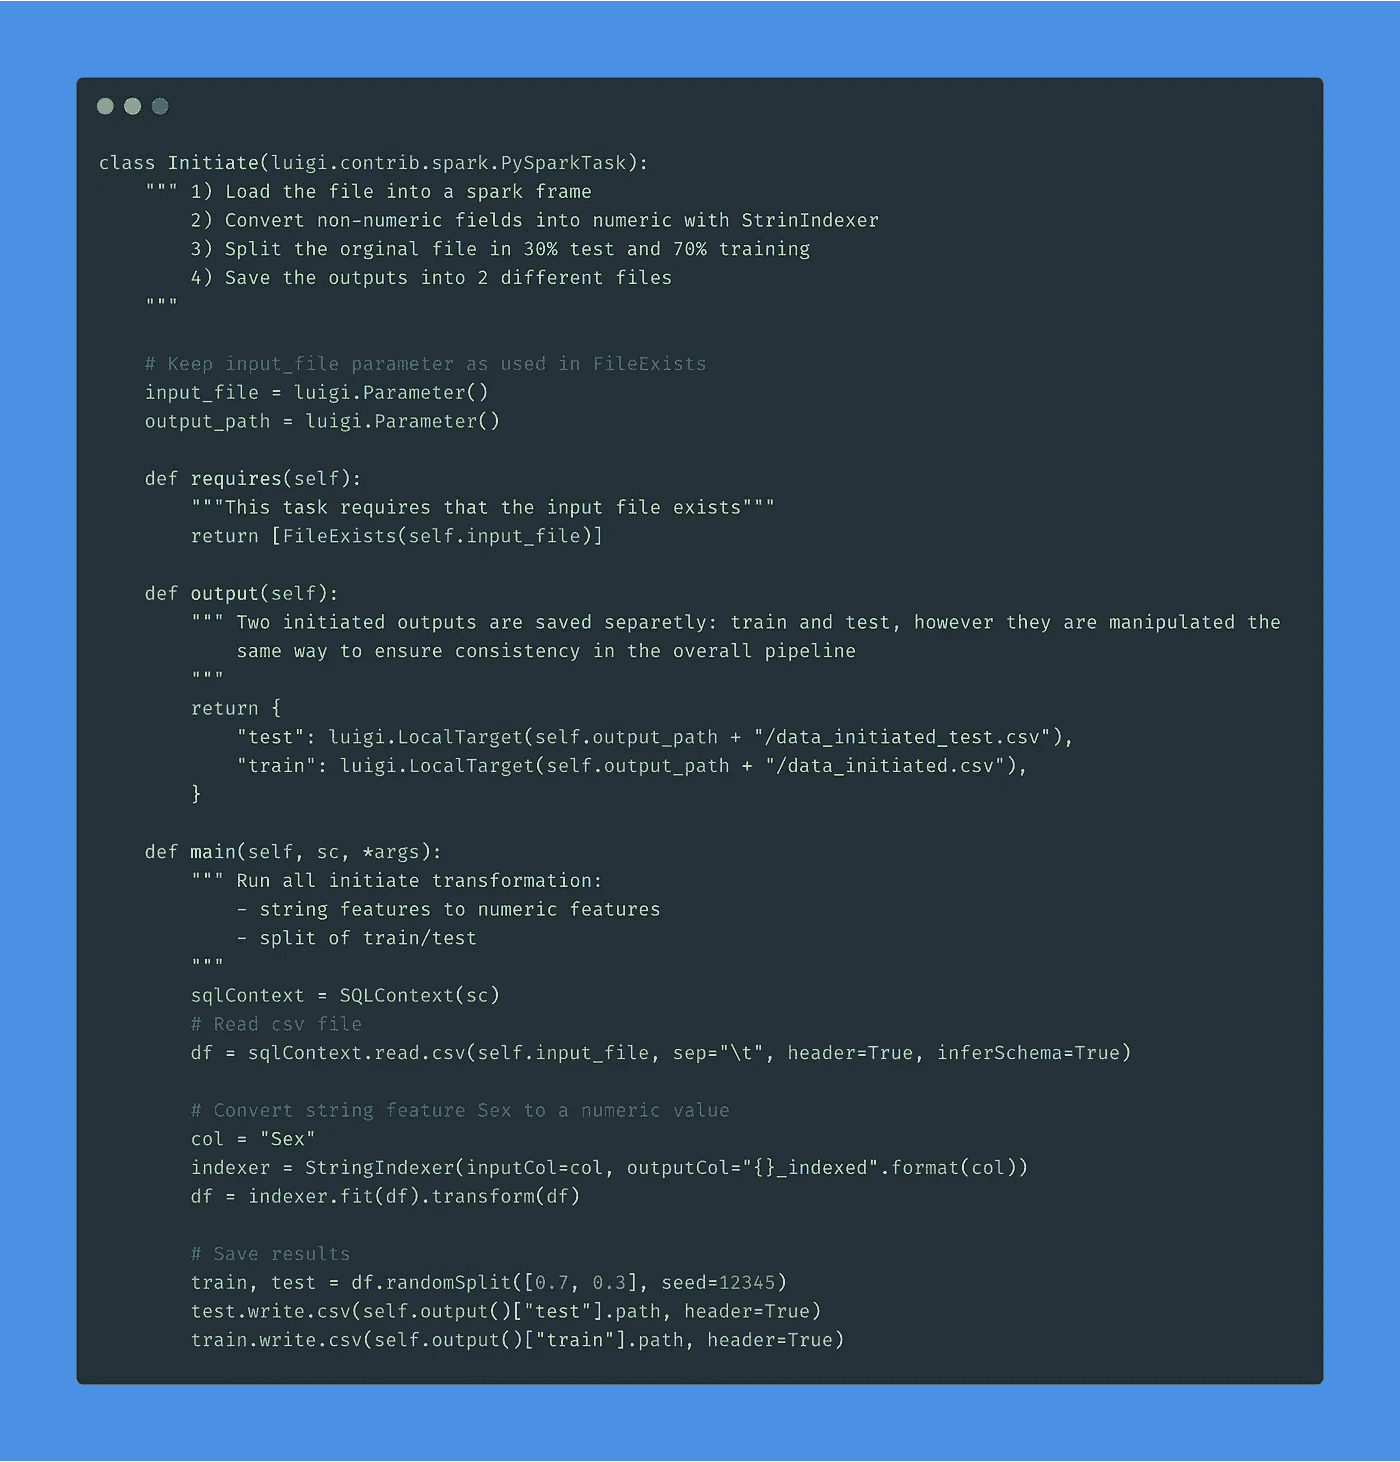 class Initiate(luigi.contrib.spark.PySparkTask):
    """ 1) Load the file into a spark frame
        2) Convert non-numeric fields into numeric with StrinIndexer
        3) Split the orginal file in 30% test and 70% training
        4) Save the outputs into 2 different files
    """

    # Keep input_file parameter as used in FileExists
    input_file = luigi.Parameter()
    output_path = luigi.Parameter()

    def requires(self):
        """This task requires that the input file exists"""
        return [FileExists(self.input_file)]

    def output(self):
        """ Two initiated outputs are saved separetly: train and test, however they are manipulated the
            same way to ensure consistency in the overall pipeline
        """
        return {
            "test": luigi.LocalTarget(self.output_path + "/data_initiated_test.csv"),
            "train": luigi.LocalTarget(self.output_path + "/data_initiated.csv"),
        }

    def main(self, sc, *args):
        """ Run all initiate transformation:
            - string features to numeric features
            - split of train/test
        """
        sqlContext = SQLContext(sc)
        # Read csv file
        df = sqlContext.read.csv(self.input_file, sep="\t", header=True, inferSchema=True)

        # Convert string feature Sex to a numeric value
        col = "Sex"
        indexer = StringIndexer(inputCol=col, outputCol="{}_indexed".format(col))
        df = indexer.fit(df).transform(df)

        # Save results
        train, test = df.randomSplit([0.7, 0.3], seed=12345)
        test.write.csv(self.output()["test"].path, header=True)
        train.write.csv(self.output()["train"].path, header=True)